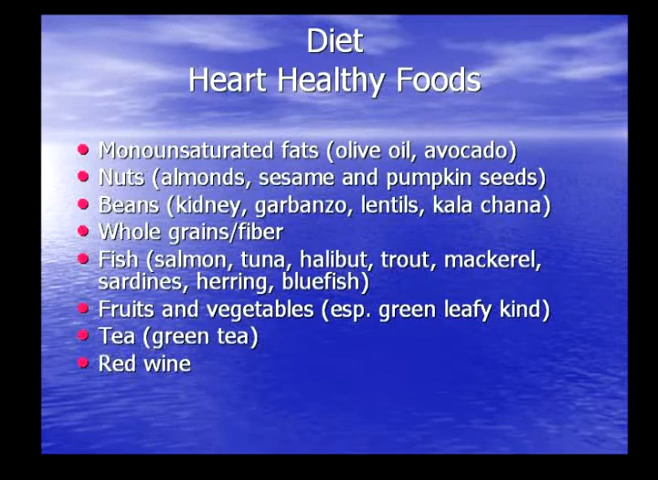 Diet
Heart Healthy Foods
Monounsaturated fats (olive oil, avocado)
Nuts (almonds, sesame and pumpkin seeds)
Beans (kidney, garbanzo, lentils, kala chana)
Whole grains/fiber
Fish (salmon, tuna, halibut, trout, mackerel,
sardines, herring, bluefish)
Fruits and vegetables (esp. green leafy kind)
Tea (green tea)
Red wine